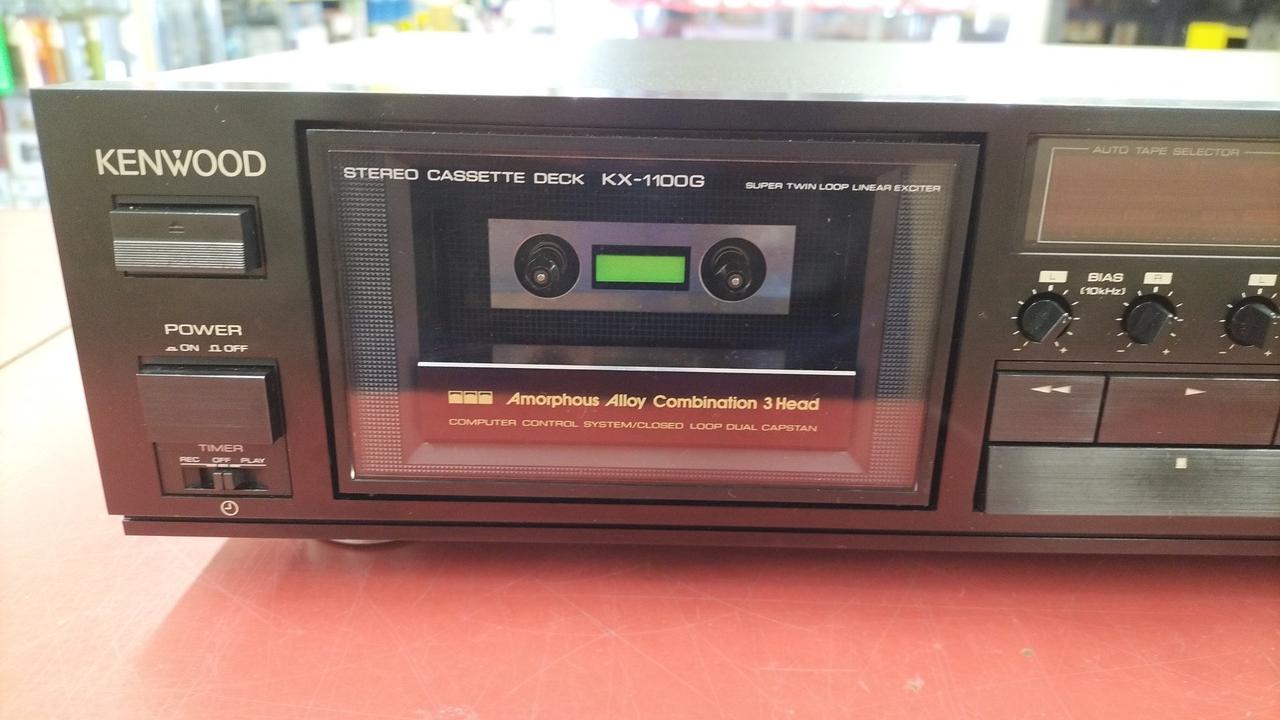 KENWOOD
POWER
ON OFF
TIMER
REC OFF PLAY
STEREO CASSETTE DECK KX-1100G
SUPER TWIN LOOP LINEAR EXCITER
Amorphous Alloy Combination 3 Head
COMPUTER CONTROL SYSTEM/CLOSED LOOP DUAL CAPSTAN
AUTO TAPE SELECTOR
L BIAS R L
(10kHz)
- + - + -